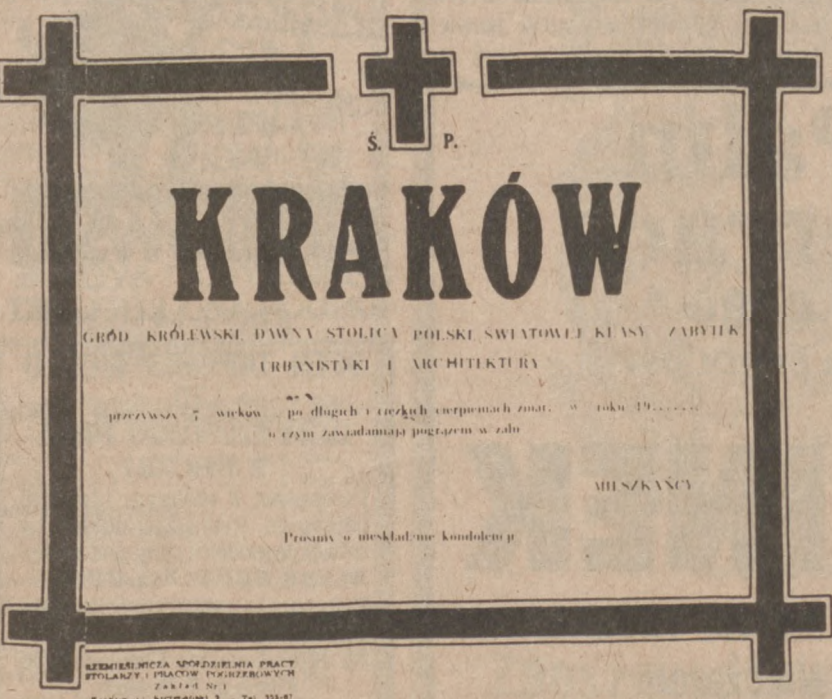 Ś. P.
KRAKÓW
GRÓD KRÓLEWSKI, DAWNA STOLICA POLSKI, ŚWIATOWEJ KLASY ZABYTEK
URBANISTYKI I ARCHITEKTURY
przeżywszy 7 wieków po długich i ciężkich cierpieniach zmarł w roku 19......
o czym zawiadamiają pogrążeni w żalu
MIESZKAŃCY
Prosimy o nieskładanie kondolencji
RZEMIEŚLNICZA SPÓŁDZIELNIA PRACY
STOLARZY I PRACOW. POGRZEBOWYCH
Zakład Nr 1